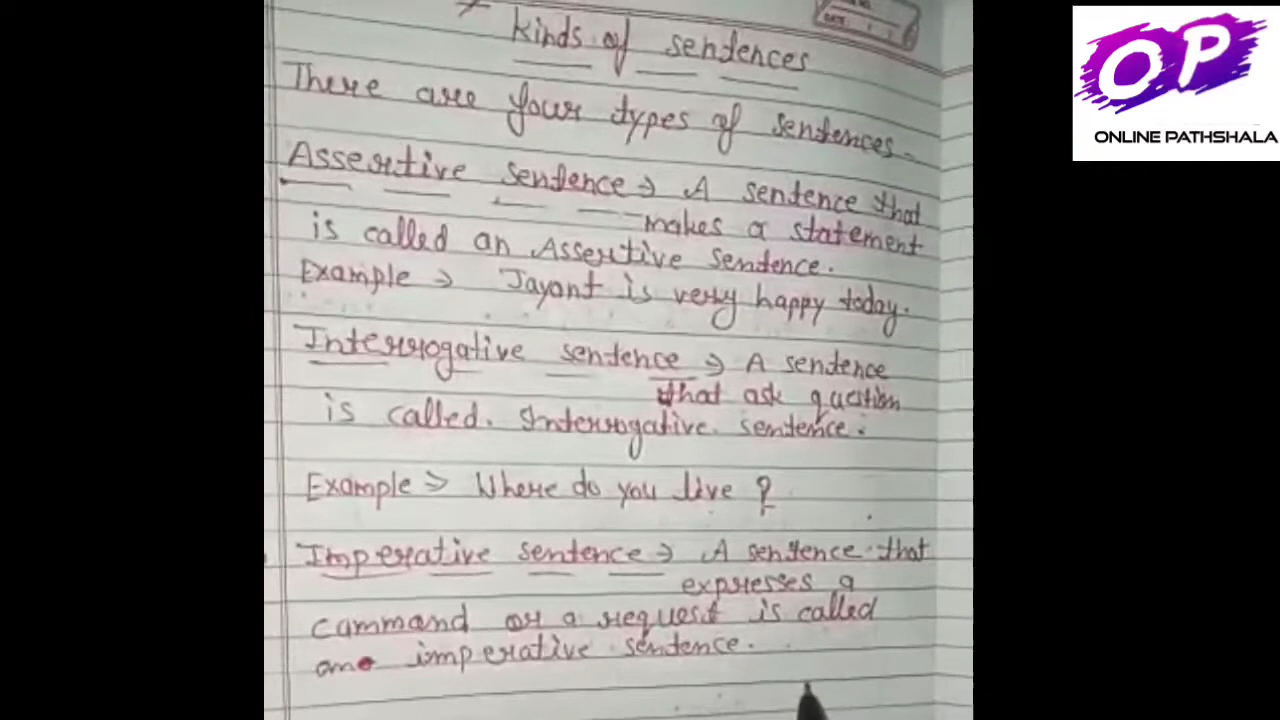 Kinds of sentences
There are four types of sentences.
Assertive sentence → A sentence that
makes a statement
is called an Assertive sentence.
Example → Jayant is very happy today.
Interrogative sentence → A sentence
that ask question
is called. Interrogative. sentence.
Example → Where do you live ?
Imperative sentence → A sentence that
expresses a
cammand or a request is called
an imperative sentence.
DATE
OP
ONLINE PATHSHALA